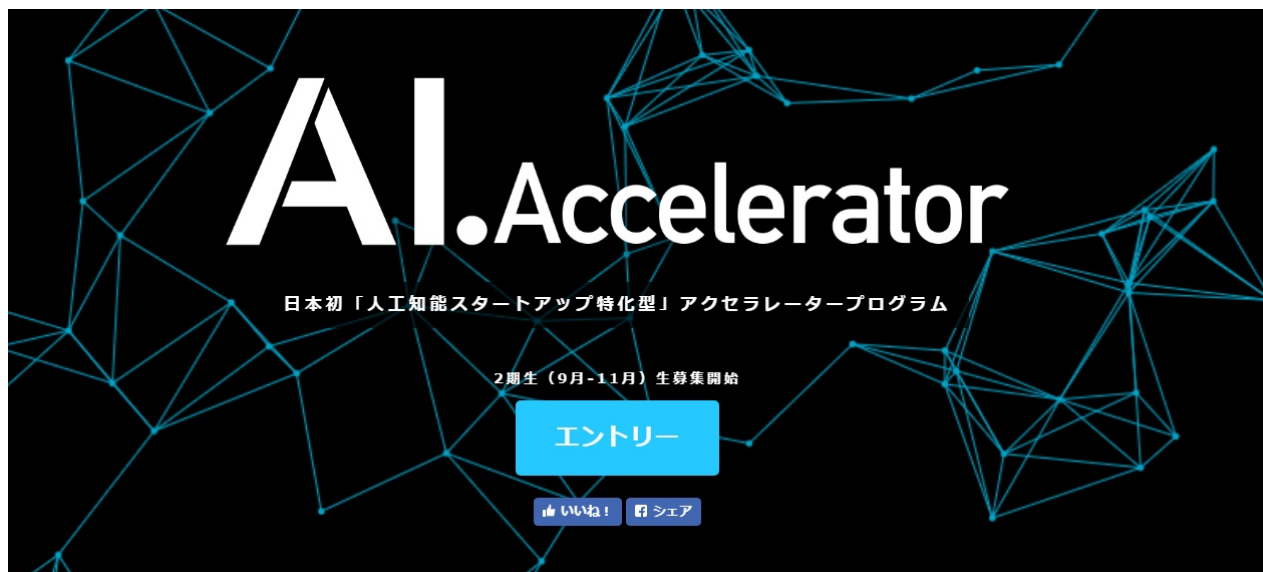 AI.Accelerator
日本初「人工知能スタートアップ特化型」アクセラレータープログラム
2期生（9月-11月）生募集開始
エントリー
いいね！ シェア